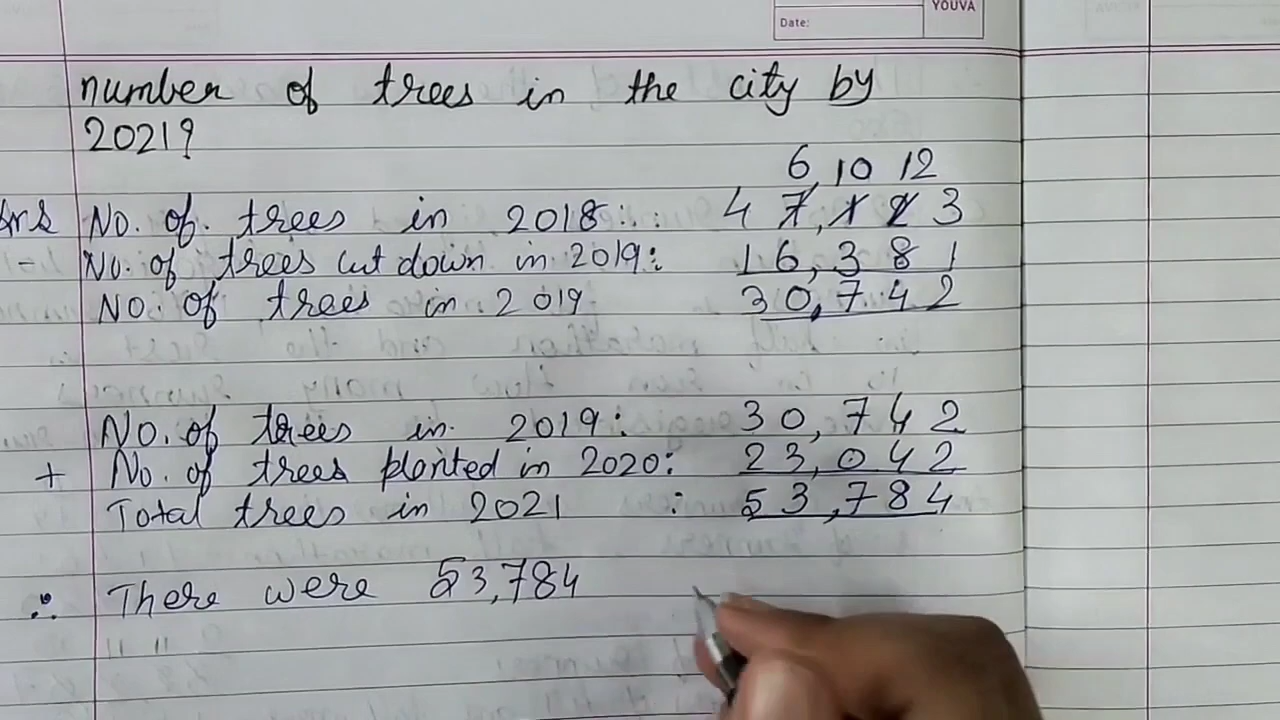 YOUVA
Date:
number of trees in the city by
2021?
6 10 12
Ans No. of. trees in 2018: : 47,123
- No. of trees cut down in 2019: 16,381
No. of trees in 2019 30,742
No. of trees in 2019: 30,742
+ No. of trees planted in 2020: 23,042
Total trees in 2021 : 53,784
∴ There were 53,784